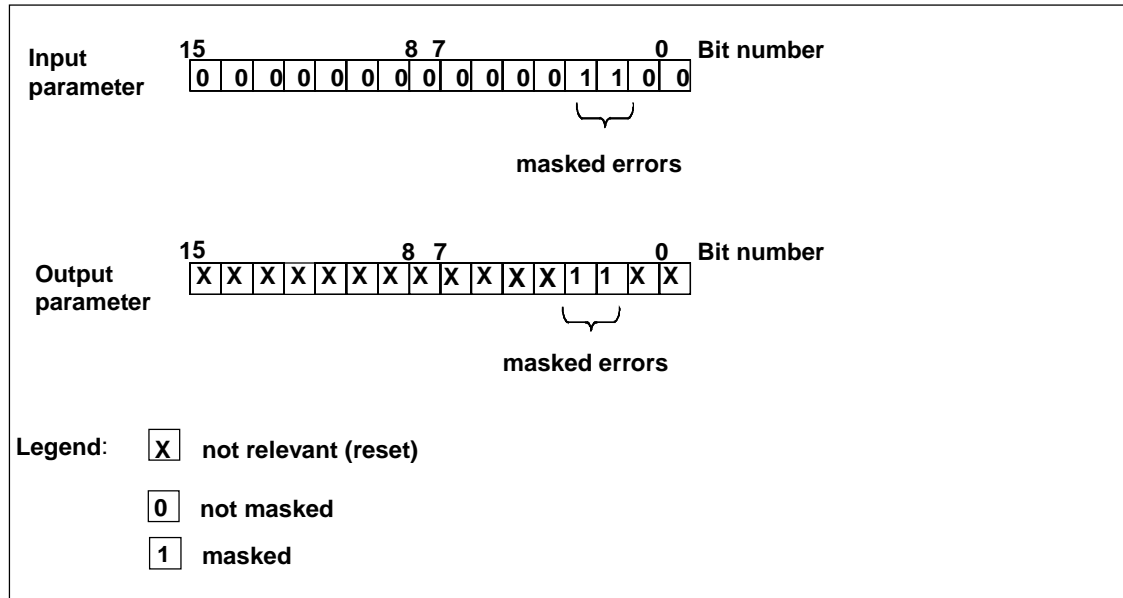 15 8 7 0 Bit number
Input parameter
0 0 0 0 0 0 0 0 0 0 0 0 1 1 0 0
masked errors
15 8 7 0 Bit number
Output parameter
X X X X X X X X X X X X 1 1 X X
masked errors
Legend: X not relevant (reset)
0 not masked
1 masked